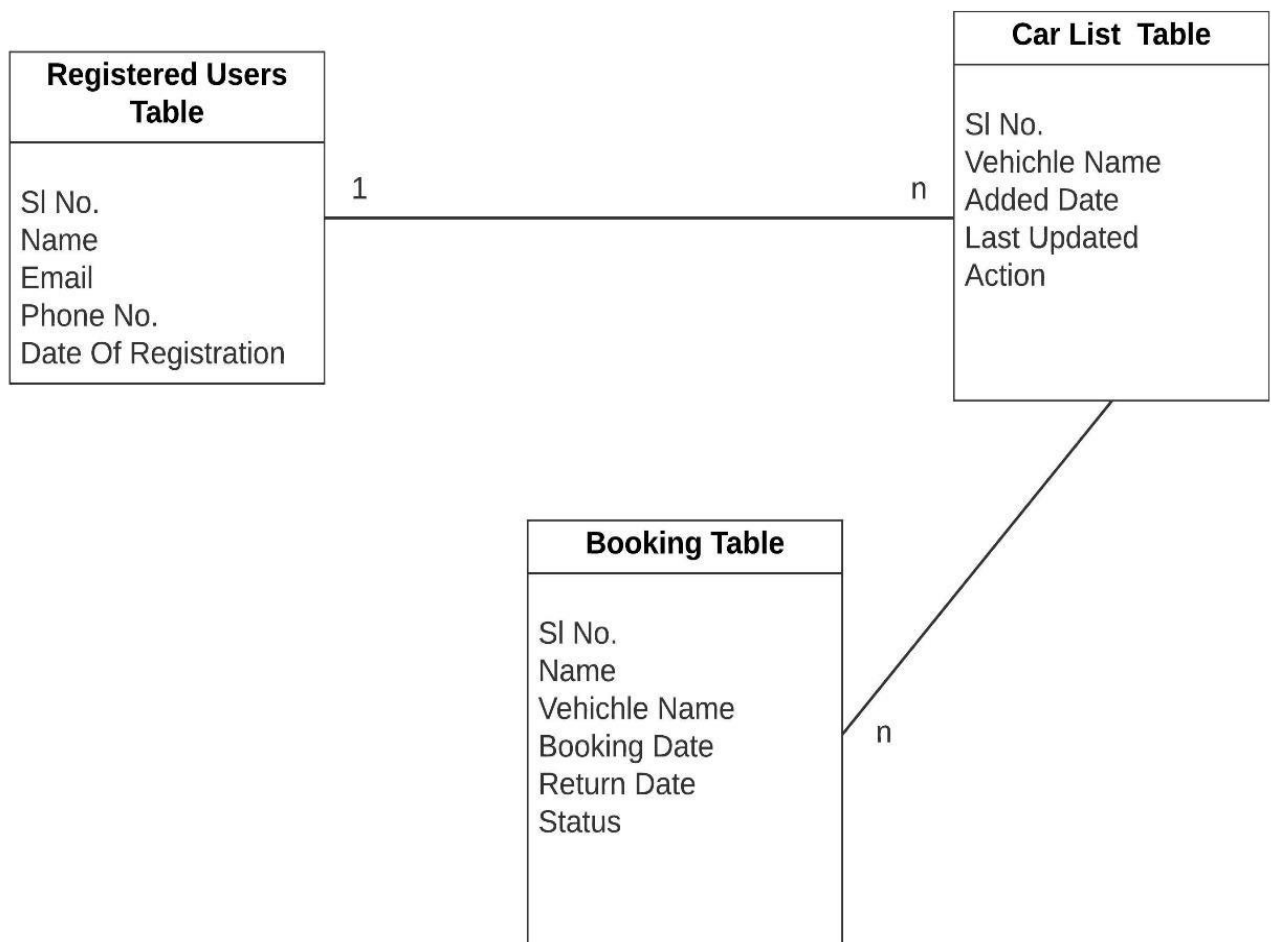 Registered Users
Table
Sl No.
Name
Email
Phone No.
Date Of Registration
1
n
Car List Table
Sl No.
Vehichle Name
Added Date
Last Updated
Action
Booking Table
Sl No.
Name
Vehichle Name
Booking Date
Return Date
Status
n